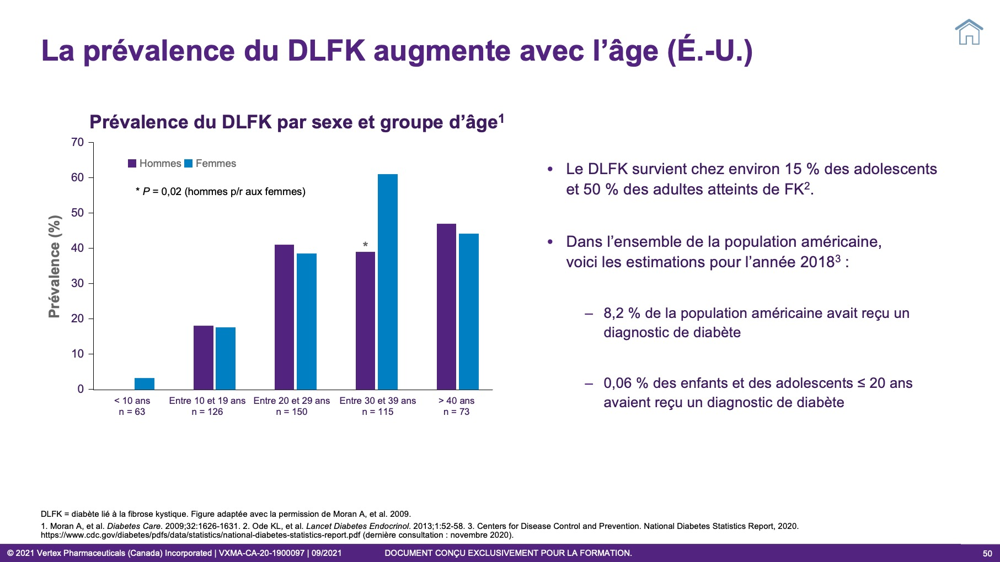 La prévalence du DLFK augmente avec l’âge (É.-U.)
Prévalence du DLFK par sexe et groupe d’âge¹
70
60
50
40
30
20
10
0
Prévalence (%)
Hommes Femmes
* P = 0,02 (hommes p/r aux femmes)
*
< 10 ans Entre 10 et 19 ans Entre 20 et 29 ans Entre 30 et 39 ans > 40 ans
n = 63 n = 126 n = 150 n = 115 n = 73
• Le DLFK survient chez environ 15 % des adolescents
et 50 % des adultes atteints de FK².
• Dans l’ensemble de la population américaine,
voici les estimations pour l’année 2018³ :
– 8,2 % de la population américaine avait reçu un
diagnostic de diabète
– 0,06 % des enfants et des adolescents ≤ 20 ans
avaient reçu un diagnostic de diabète
DLFK = diabète lié à la fibrose kystique. Figure adaptée avec la permission de Moran A, et al. 2009.
1. Moran A, et al. Diabetes Care. 2009;32:1626-1631. 2. Ode KL, et al. Lancet Diabetes Endocrinol. 2013;1:52-58. 3. Centers for Disease Control and Prevention. National Diabetes Statistics Report, 2020.
https://www.cdc.gov/diabetes/pdfs/data/statistics/national-diabetes-statistics-report.pdf (dernière consultation : novembre 2020).
© 2021 Vertex Pharmaceuticals (Canada) Incorporated | VXMA-CA-20-1900097 | 09/2021 DOCUMENT CONÇU EXCLUSIVEMENT POUR LA FORMATION. 50